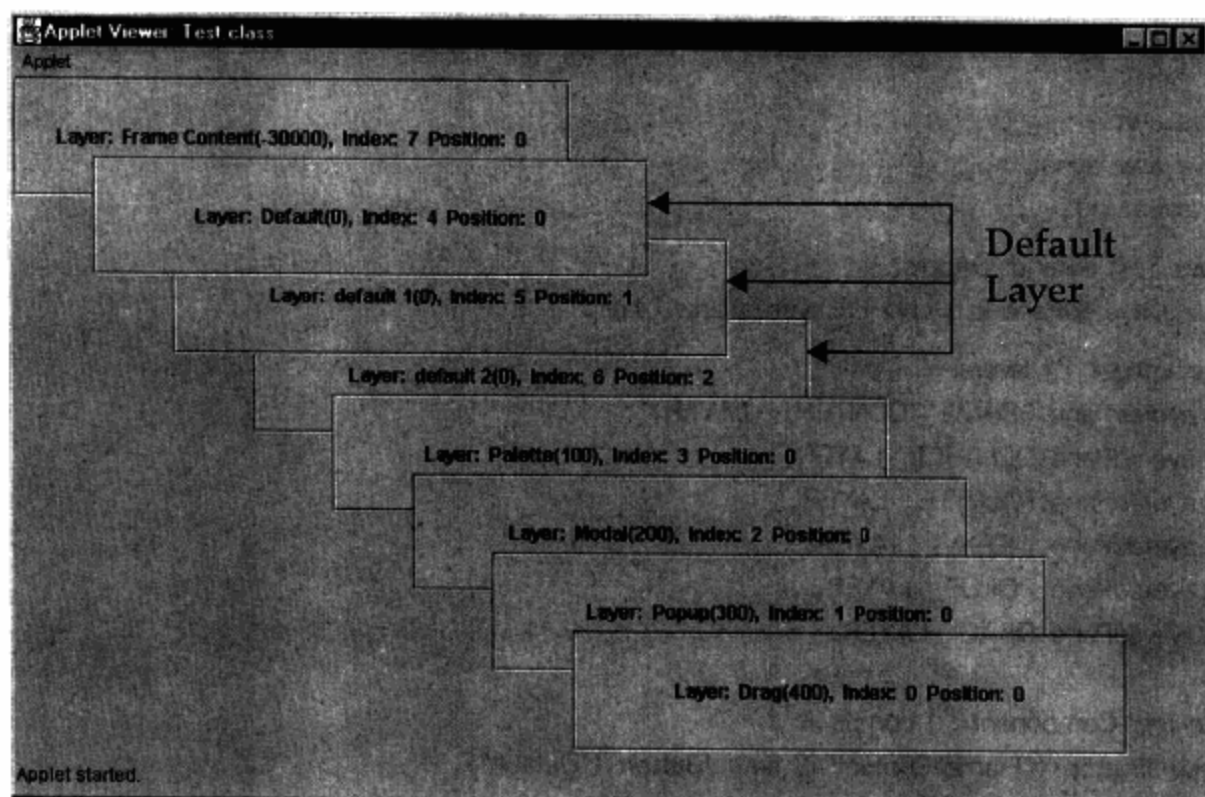 Applet Viewer: Test class
Applet
Layer: Frame Content(-30000), Index: 7 Position: 0
Layer: Default(0), Index: 4 Position: 0
Layer: default 1(0), Index: 5 Position: 1
Layer: default 2(0), Index: 6 Position: 2
Layer: Palette(100), Index: 3 Position: 0
Layer: Modal(200), Index: 2 Position: 0
Layer: Popup(300), Index: 1 Position: 0
Layer: Drag(400), Index: 0 Position: 0
Default
Layer
Applet started.